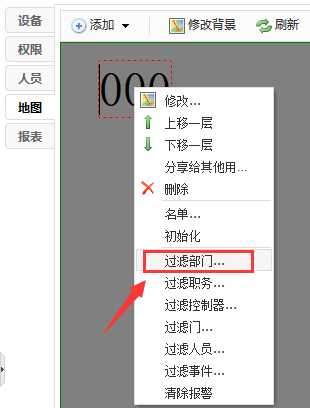 设备
权限
人员
地图
报表
添加 修改背景 刷新
000
修改...
上移一层
下移一层
分享给其他用...
删除
名单...
初始化
过滤部门...
过滤职务...
过滤控制器...
过滤门...
过滤人员...
过滤事件...
清除报警